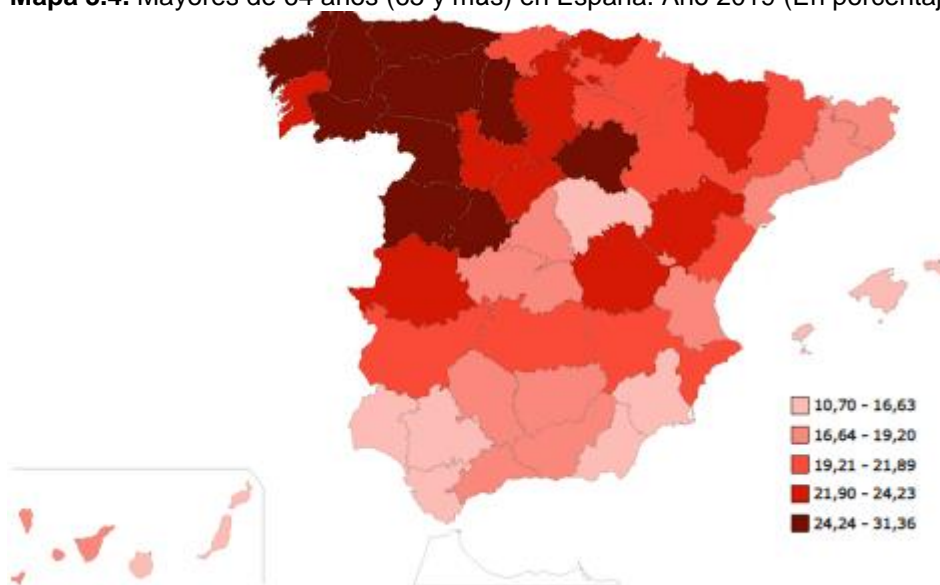 Mapa 3.4. Mayores de 64 años (65 y más) en España. Año 2019 (En porcentaj
10,70 - 16,63
16,64 - 19,20
19,21 - 21,89
21,90 - 24,23
24,24 - 31,36